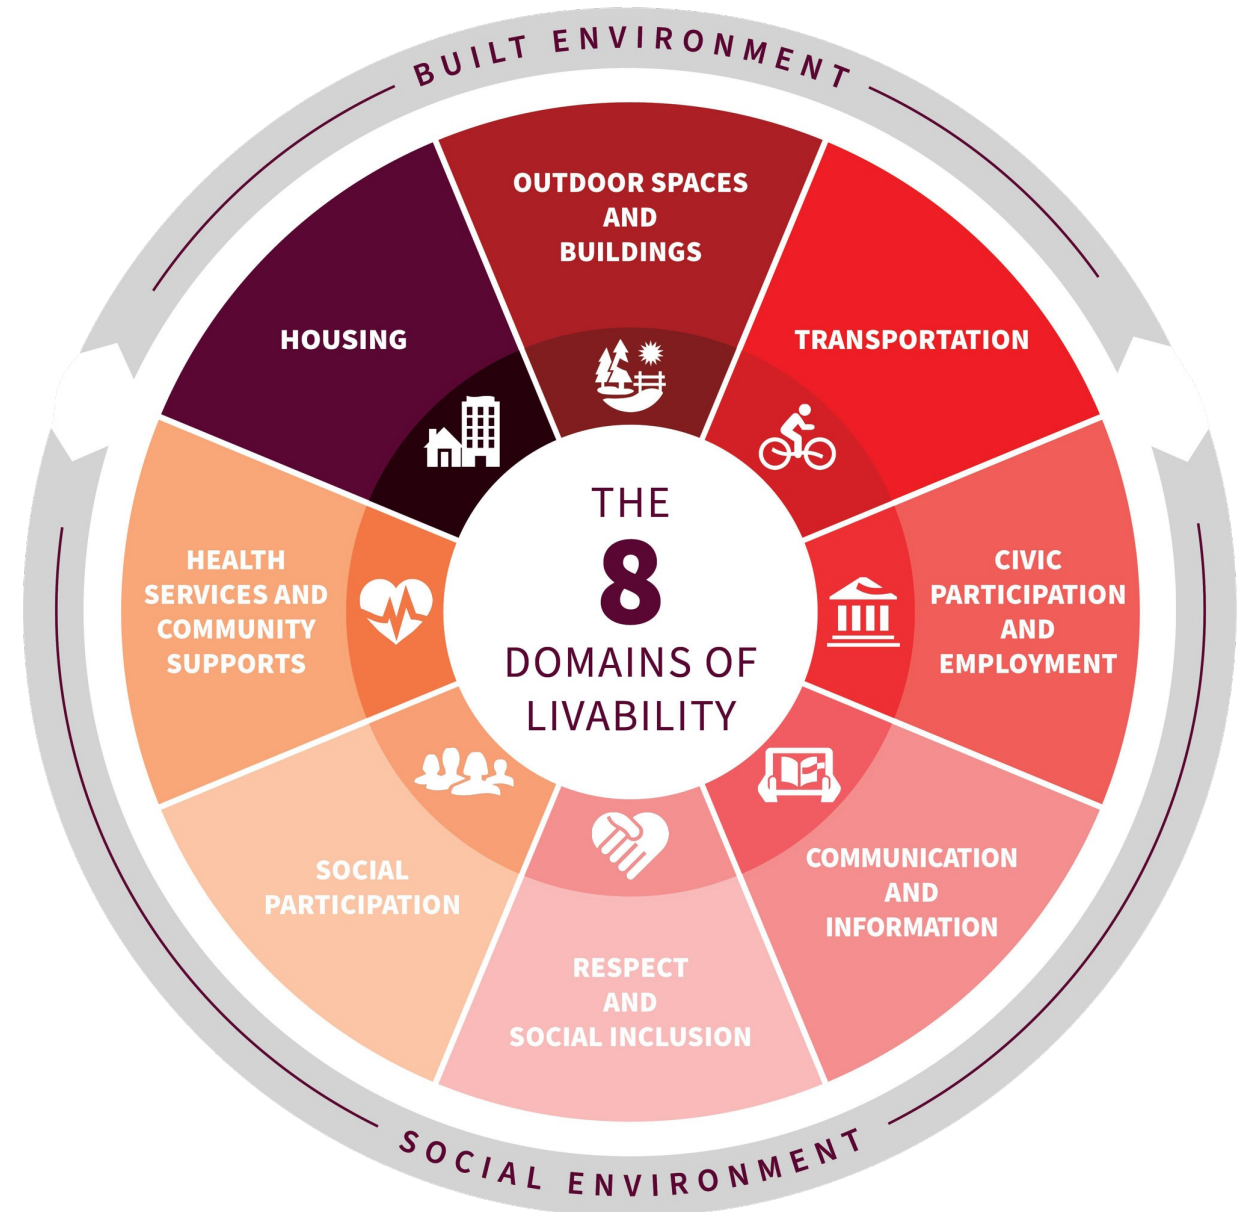 BUILT ENVIRONMENT
OUTDOOR SPACES
AND
BUILDINGS
TRANSPORTATION
CIVIC
PARTICIPATION
AND
EMPLOYMENT
COMMUNICATION
AND
INFORMATION
RESPECT
AND
SOCIAL INCLUSION
SOCIAL
PARTICIPATION
HEALTH
SERVICES AND
COMMUNITY
SUPPORTS
HOUSING
THE
8
DOMAINS OF
LIVABILITY
SOCIAL ENVIRONMENT